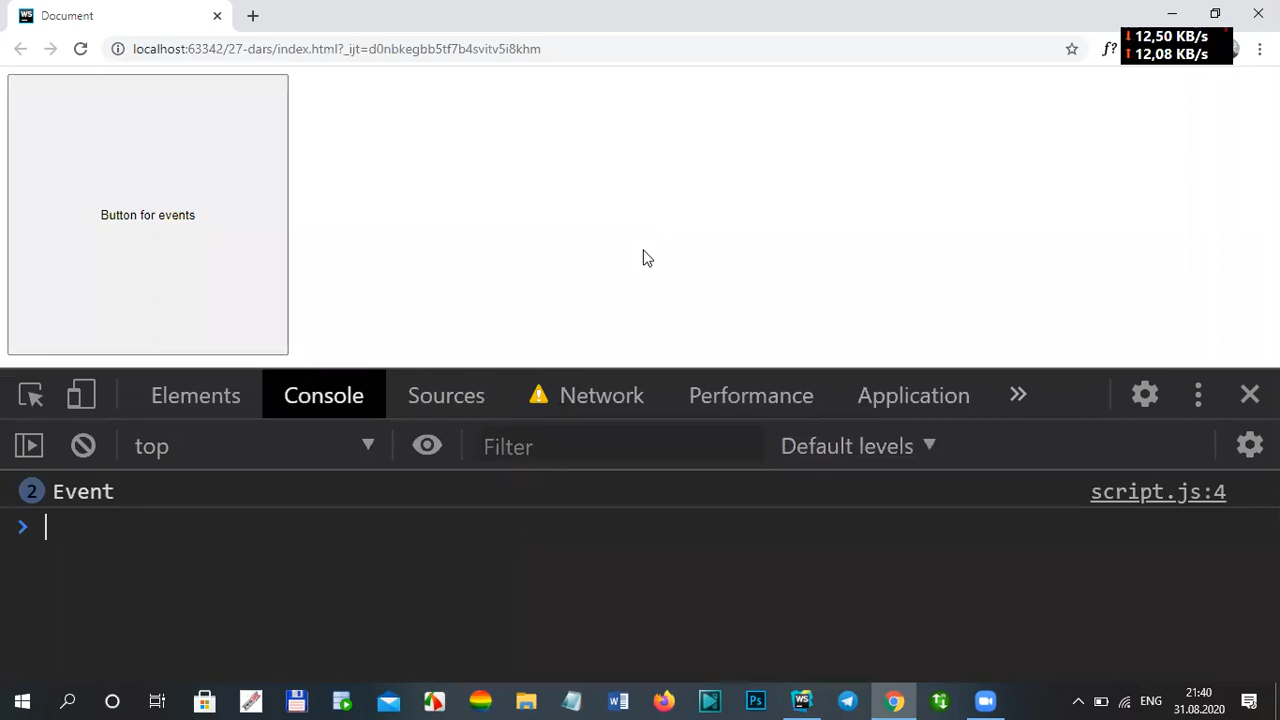 Document
localhost:63342/27-dars/index.html?_ijt=d0nbkegbb5tf7b4svitv5i8khm
f?
12,50 KB/s
12,08 KB/s
Button for events
Elements
Console
Sources
Network
Performance
Application
top
Filter
Default levels
2 Event
script.js:4
ENG
21:40
31.08.2020